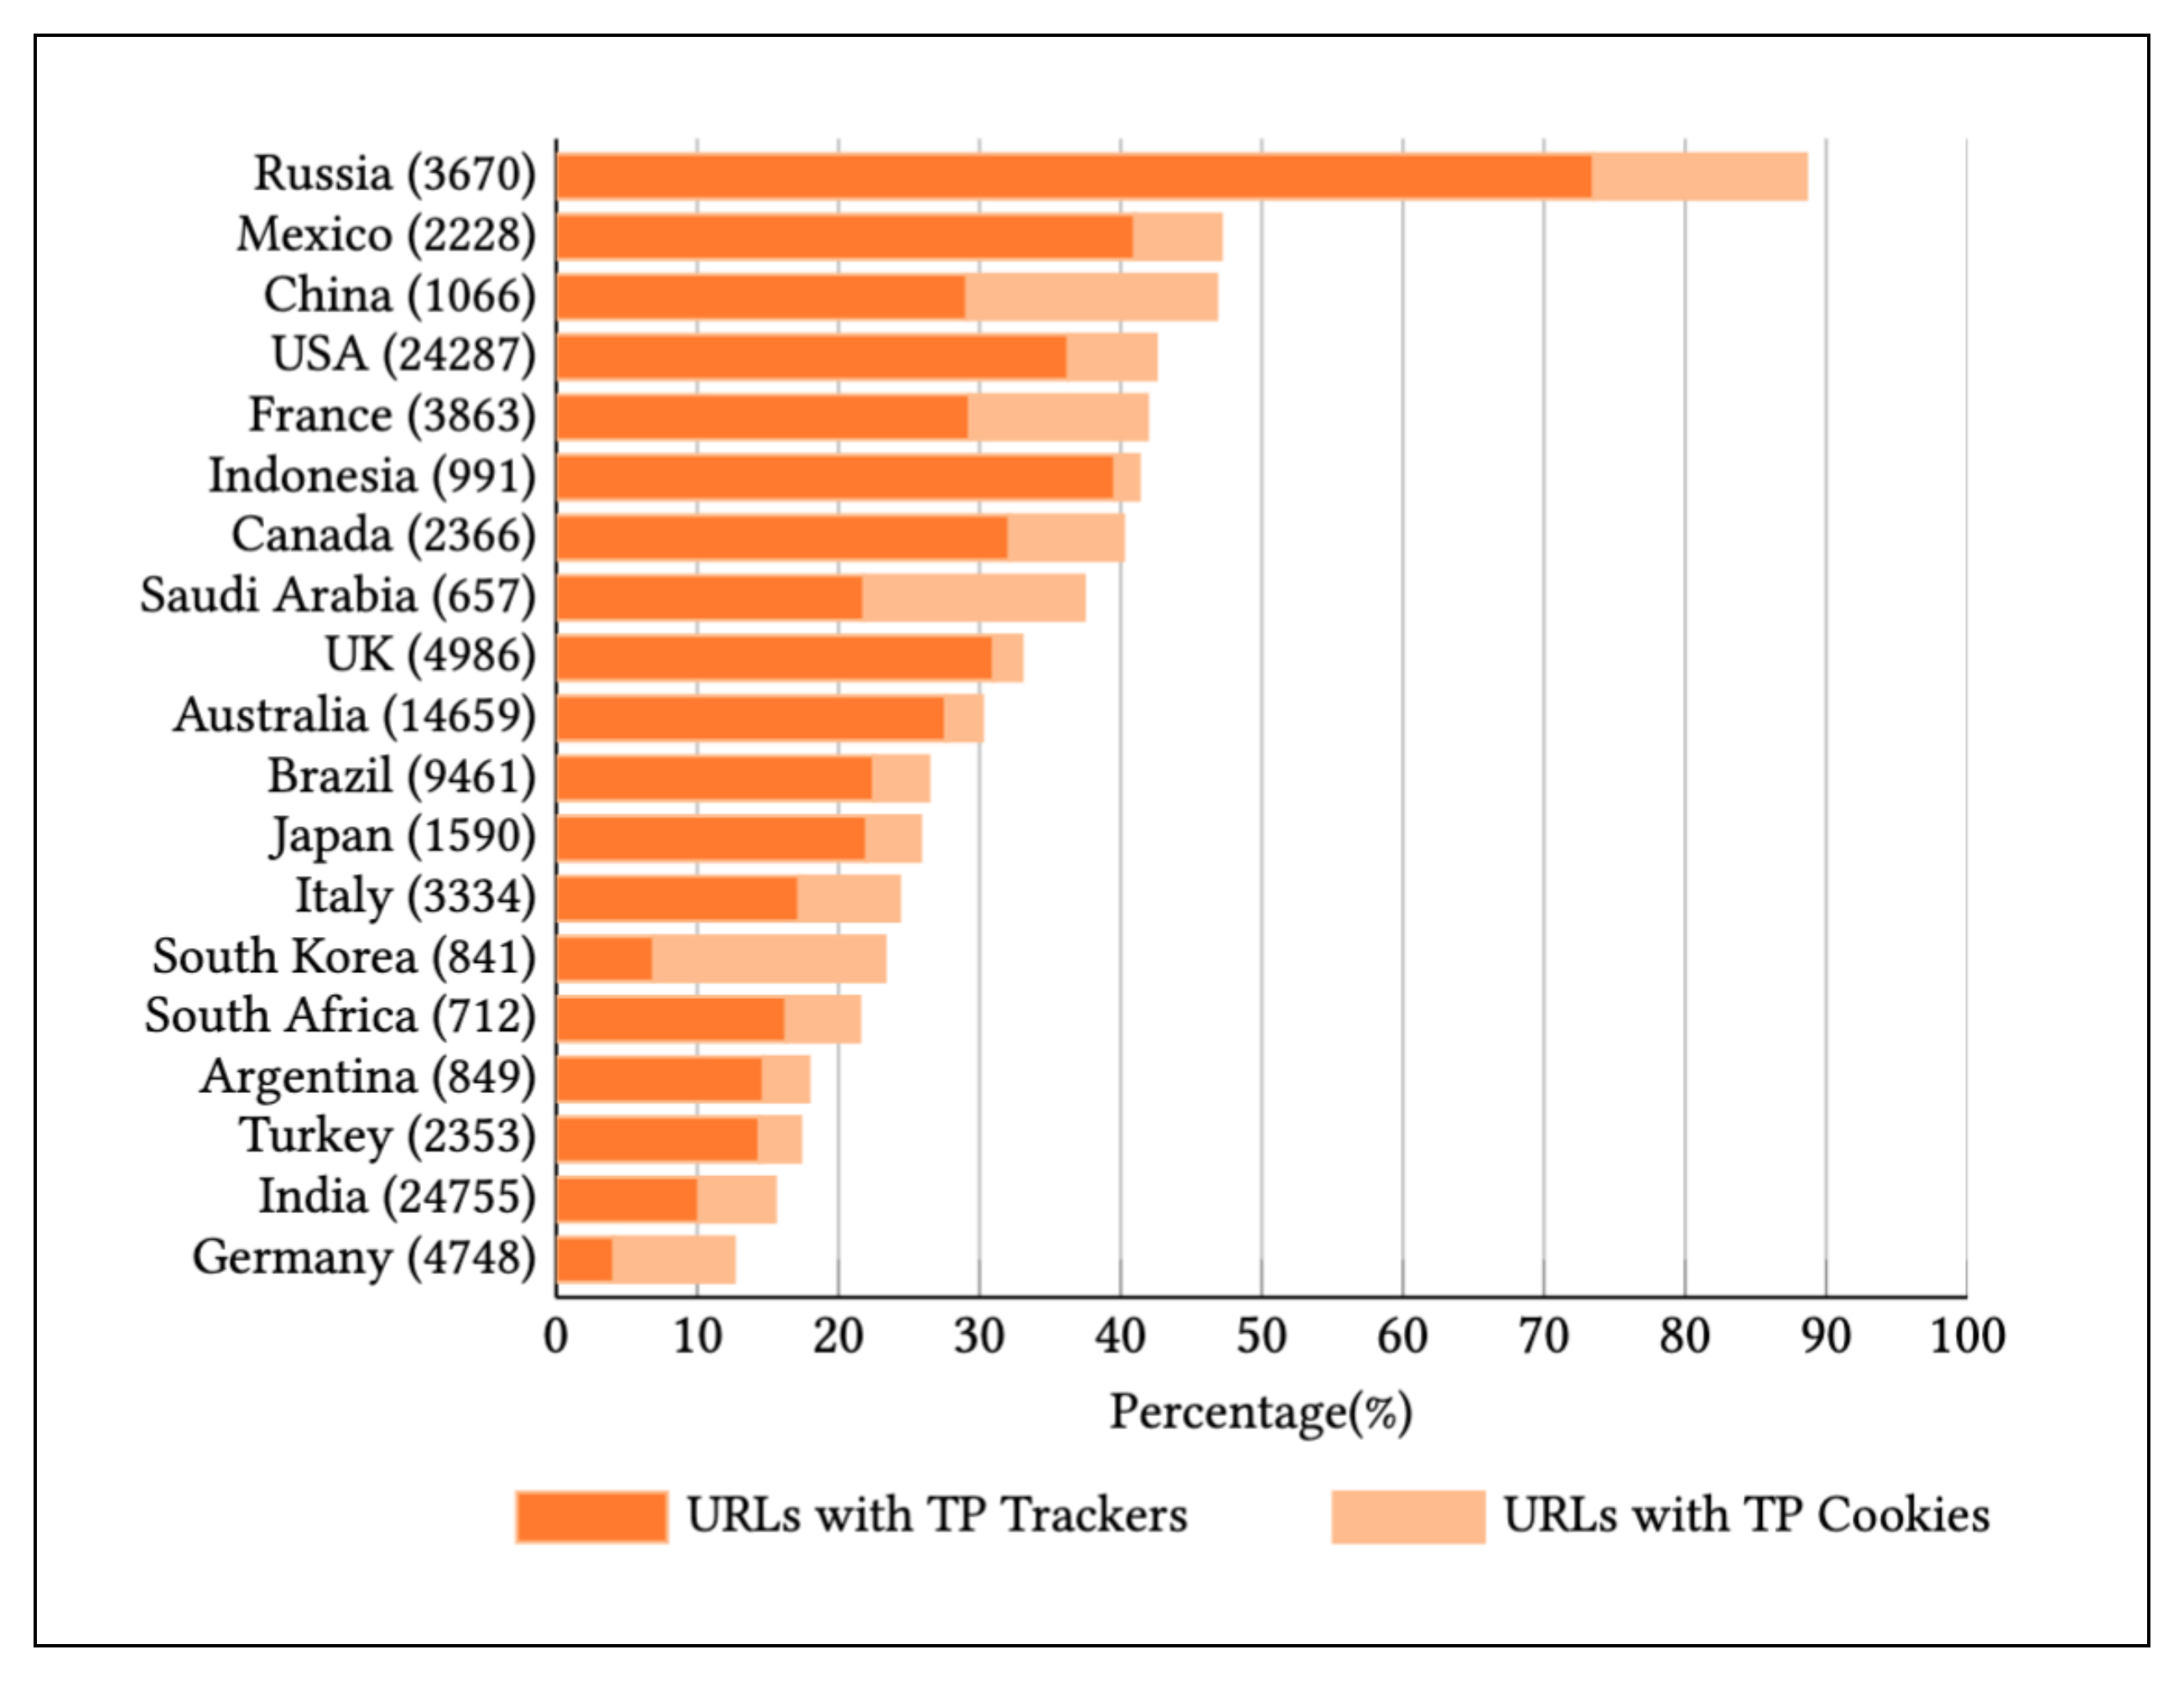 Russia (3670)
Mexico (2228)
China (1066)
USA (24287)
France (3863)
Indonesia (991)
Canada (2366)
Saudi Arabia (657)
UK (4986)
Australia (14659)
Brazil (9461)
Japan (1590)
Italy (3334)
South Korea (841)
South Africa (712)
Argentina (849)
Turkey (2353)
India (24755)
Germany (4748)
0 10 20 30 40 50 60 70 80 90 100
Percentage(%)
URLs with TP Trackers URLs with TP Cookies